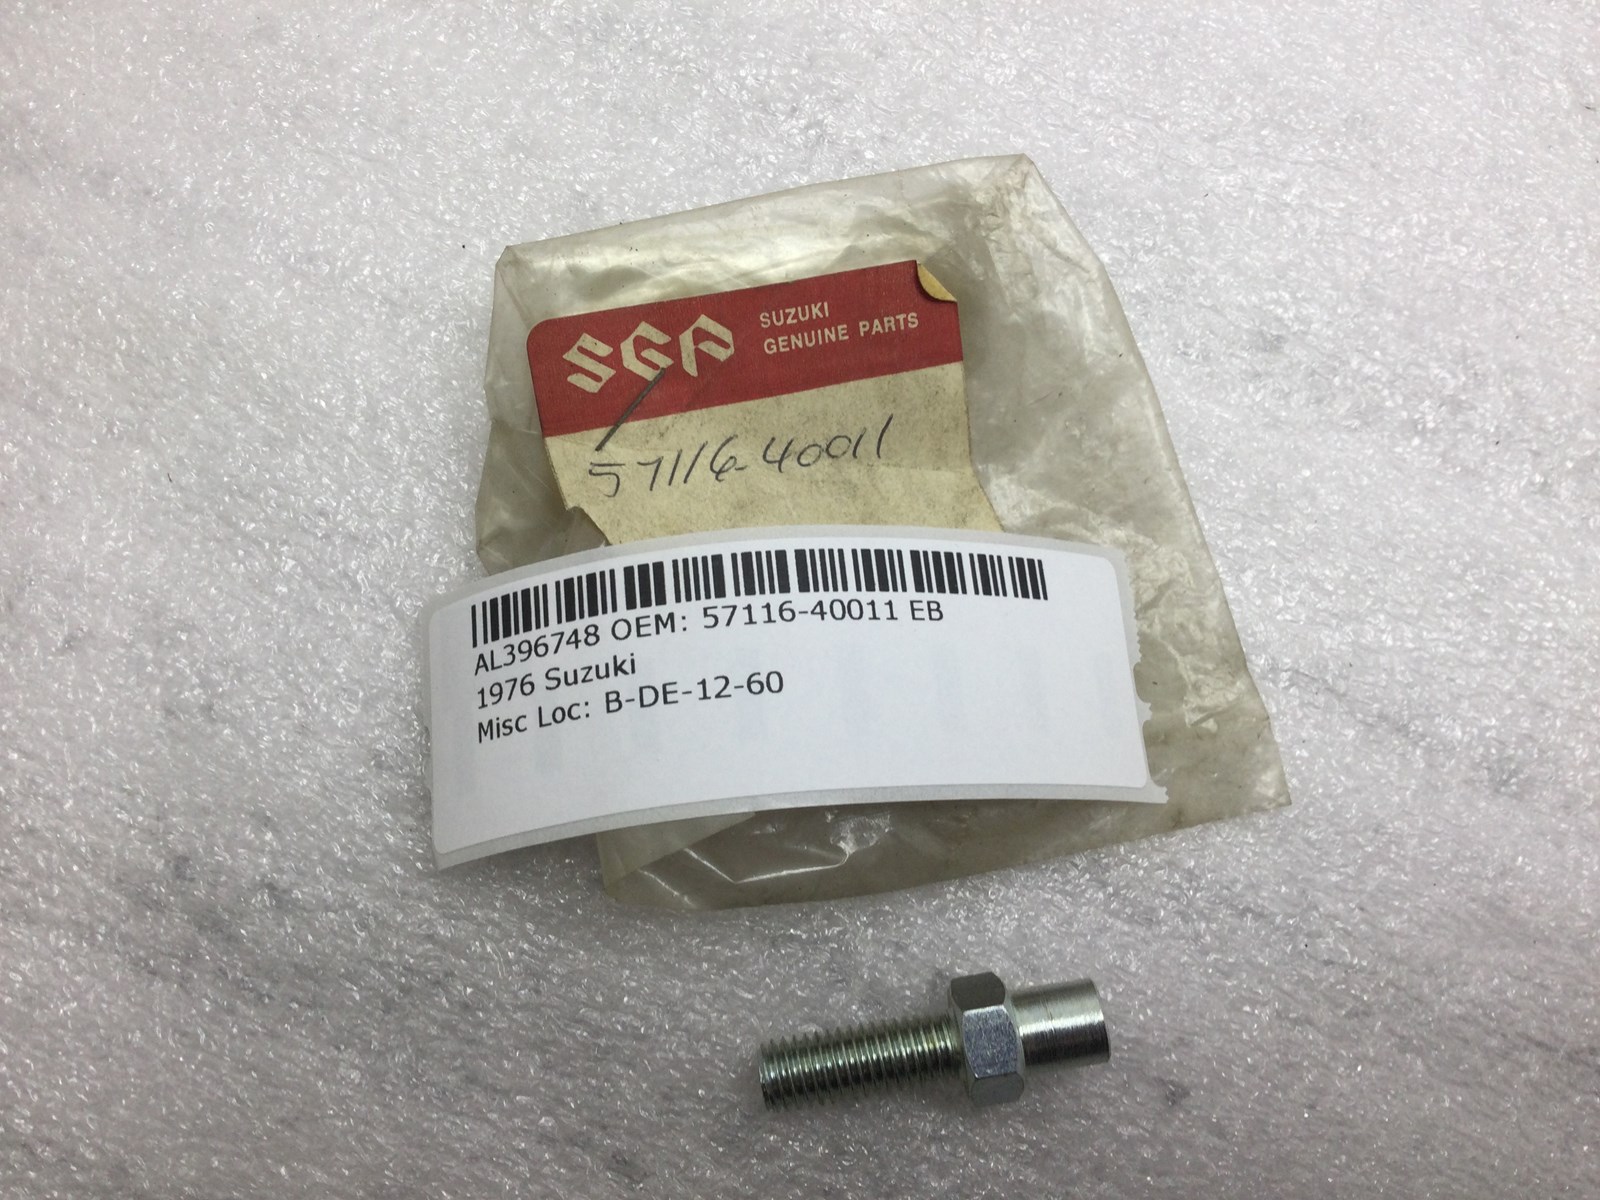 SGP
SUZUKI
GENUINE PARTS
57116-40011
AL396748 OEM: 57116-40011 EB
1976 Suzuki
Misc Loc: B-DE-12-60